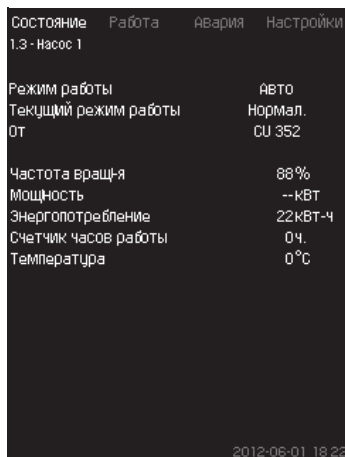 Состояние Работа Авария Настройки
1.3 - Насос 1
Режим работы Авто
Текущий режим работы Нормал.
От CU 352
Частота вращ-я 88%
Мощность --кВт
Энергопотребление 22кВт-ч
Счетчик часов работы 0ч.
Температура 0°C
2012-06-01 18:22